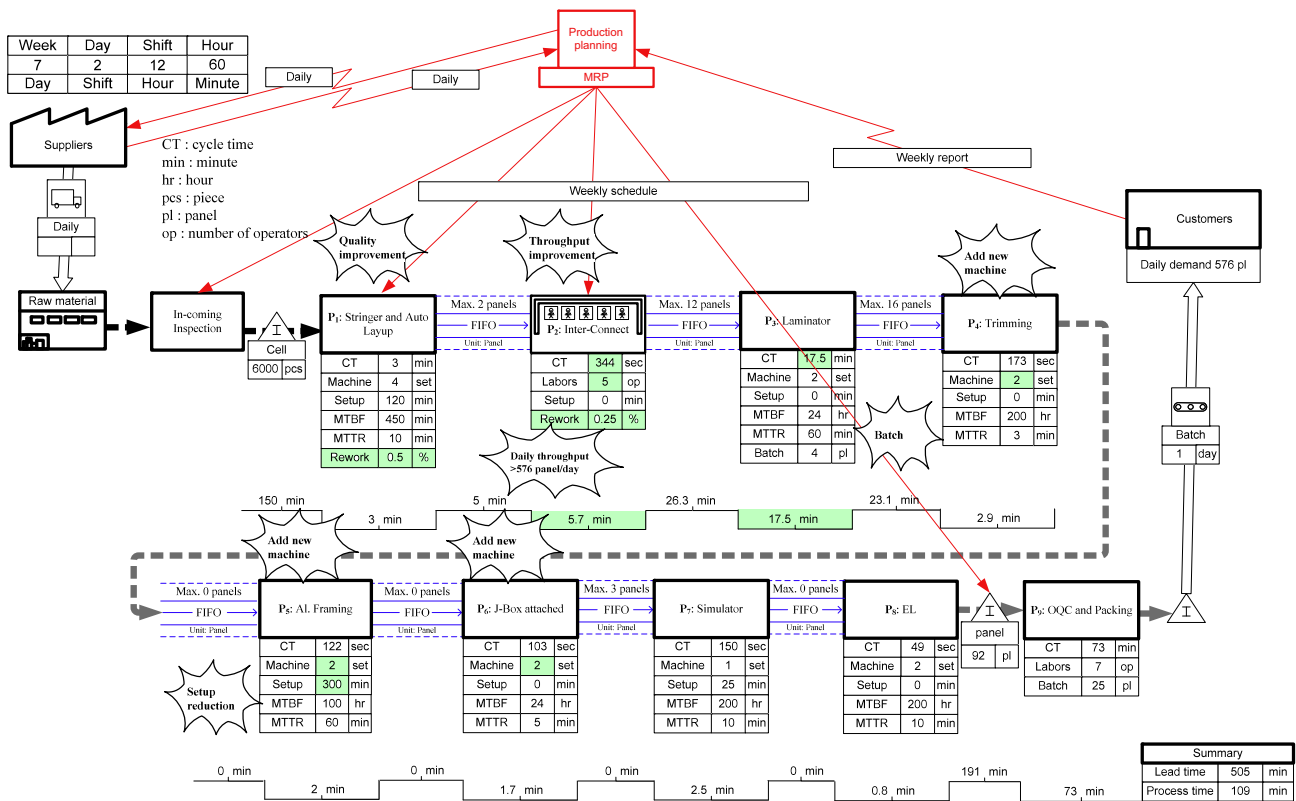 Week Day Shift Hour
7 2 12 60
Day Shift Hour Minute
Production
planning
MRP
Daily
Daily
Suppliers
CT : cycle time
min : minute
hr : hour
pcs : piece
pl : panel
op : number of operators
Weekly report
Weekly schedule
Customers
Daily demand 576 pl
Daily
Quality
improvement
Throughput
improvement
Add new
machine
Raw material
In-coming
Inspection
I
Cell
6000 pcs
P1: Stringer and Auto
Layup
CT 3 min
Machine 4 set
Setup 120 min
MTBF 450 min
MTTR 10 min
Rework 0.5 %
Max. 2 panels
FIFO
Unit: Panel
P2: Inter-Connect
CT 344 sec
Labors 5 op
Setup 0 min
Rework 0.25 %
Max. 12 panels
FIFO
Unit: Panel
P3: Laminator
CT 17.5 min
Machine 2 set
Setup 0 min
MTBF 24 hr
MTTR 60 min
Batch 4 pl
Max. 16 panels
FIFO
Unit: Panel
P4: Trimming
CT 173 sec
Machine 2 set
Setup 0 min
MTBF 200 hr
MTTR 3 min
Batch
Batch
1 day
Daily throughput
>576 panel/day
150 min
3 min
5 min
5.7 min
26.3 min
17.5 min
23.1 min
2.9 min
Add new
machine
Add new
machine
Max. 0 panels
FIFO
Unit: Panel
P5: Al. Framing
CT 122 sec
Machine 2 set
Setup 300 min
MTBF 100 hr
MTTR 60 min
Setup
reduction
Max. 0 panels
FIFO
Unit: Panel
P6: J-Box attached
CT 103 sec
Machine 2 set
Setup 0 min
MTBF 24 hr
MTTR 5 min
Max. 3 panels
FIFO
Unit: Panel
P7: Simulator
CT 150 sec
Machine 1 set
Setup 25 min
MTBF 200 hr
MTTR 10 min
Max. 0 panels
FIFO
Unit: Panel
P8: EL
CT 49 sec
Machine 2 set
Setup 0 min
MTBF 200 hr
MTTR 10 min
I
panel
92 pl
P9: OQC and Packing
CT 73 min
Labors 7 op
Batch 25 pl
I
0 min
2 min
0 min
1.7 min
0 min
2.5 min
0 min
0.8 min
191 min
73 min
Summary
Lead time 505 min
Process time 109 min